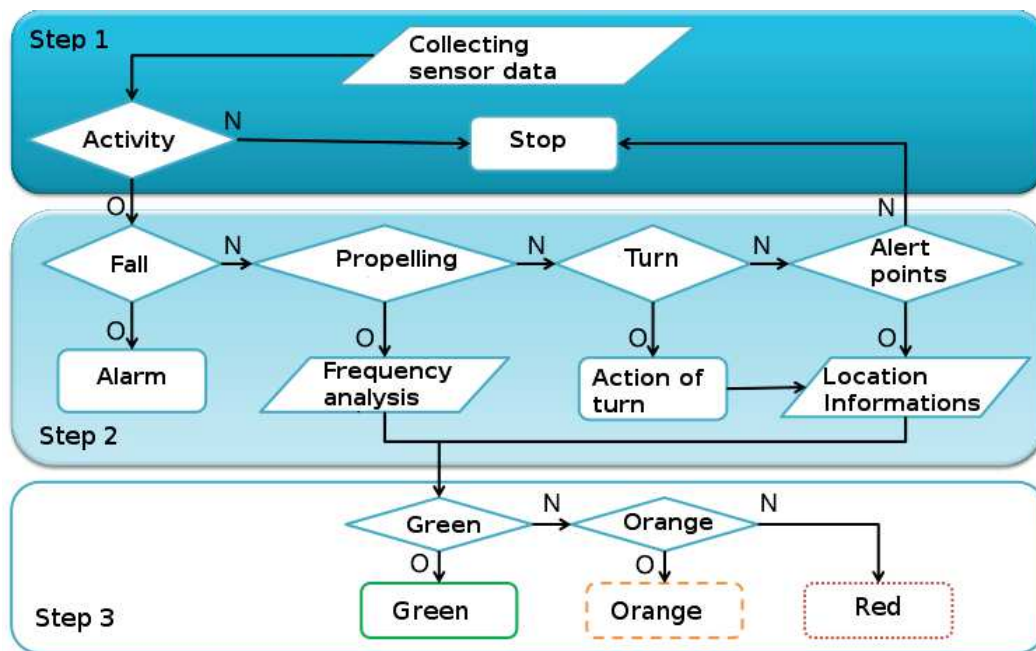 Step 1
Collecting
sensor data
Activity
N
Stop
O
N
Fall
N
Propelling
N
Turn
N
Alert
points
O
O
O
O
Alarm
Frequency
analysis
Action of
turn
Location
Informations
Step 2
Green
N
Orange
N
O
O
Green
Orange
Red
Step 3